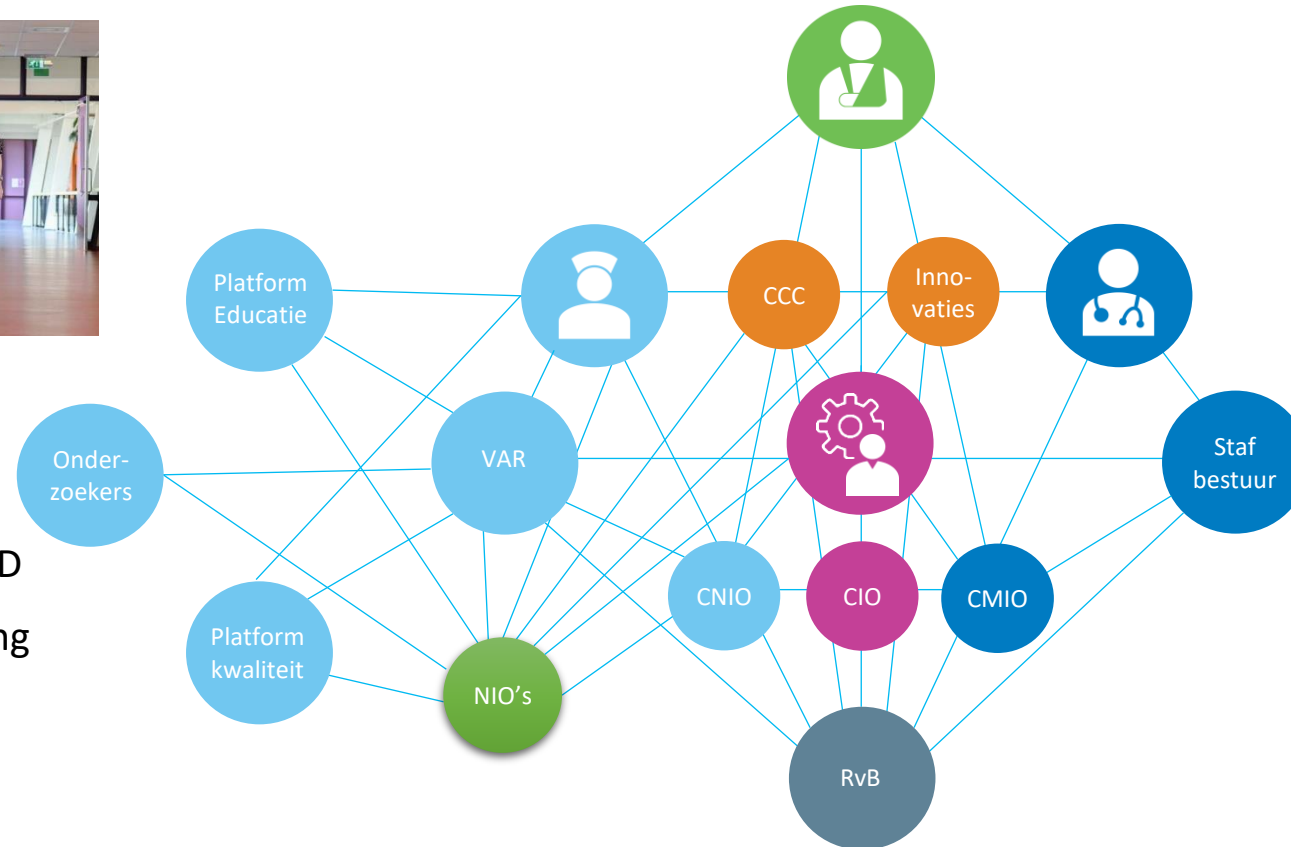 CCC
Inno-
vaties
Platform
Educatie
VAR
Staf
bestuur
Onder-
zoekers
D
ng
CNIO
CIO
CMIO
Platform
kwaliteit
NIO’s
RvB